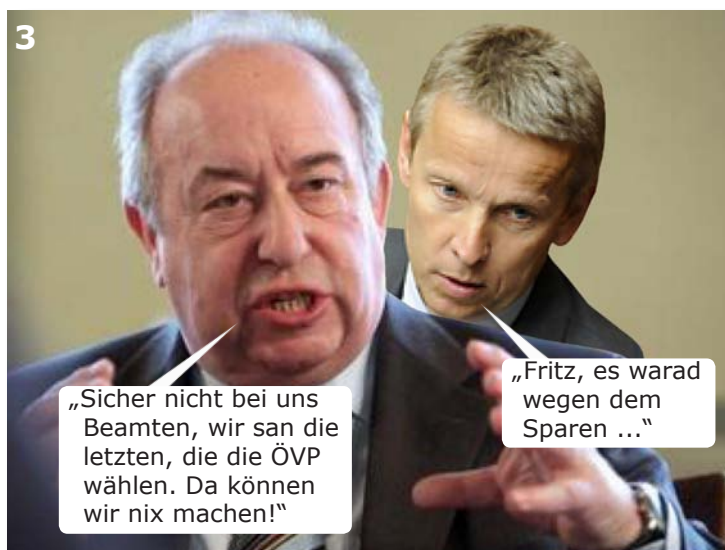 3
„Fritz, es warad
wegen dem
Sparen ...“
„Sicher nicht bei uns
Beamten, wir san die
letzten, die die ÖVP
wählen. Da können
wir nix machen!“